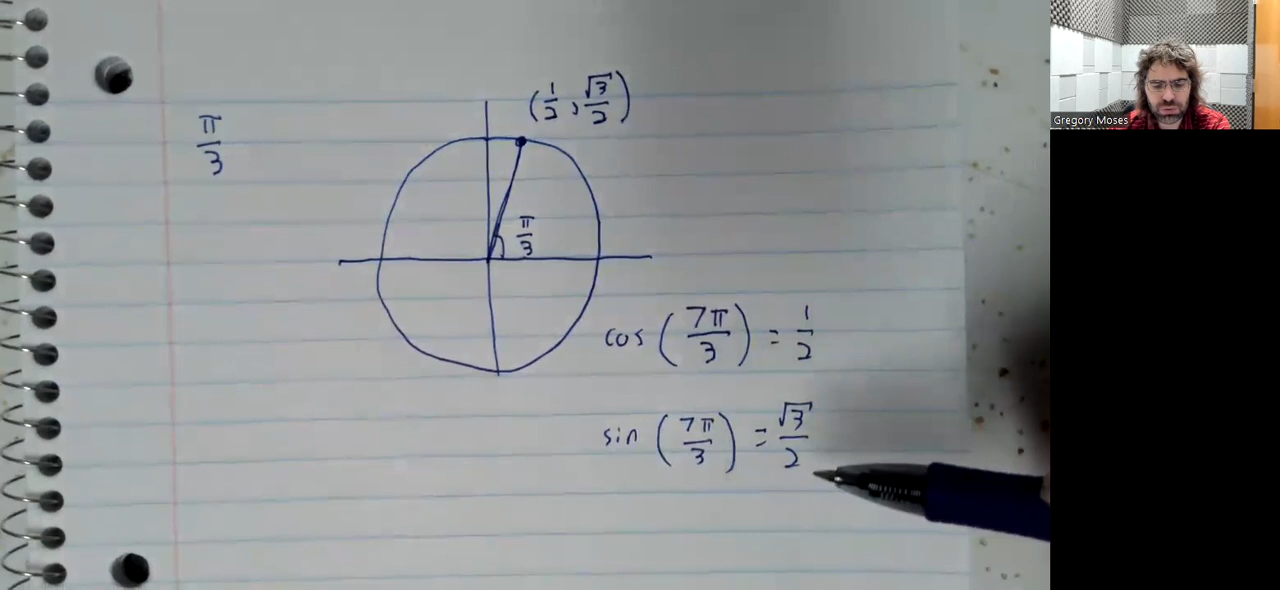 π/3
(1/2, √3/2)
π/3
cos (7π/3) = 1/2
sin (7π/3) = √3/2
Gregory Moses